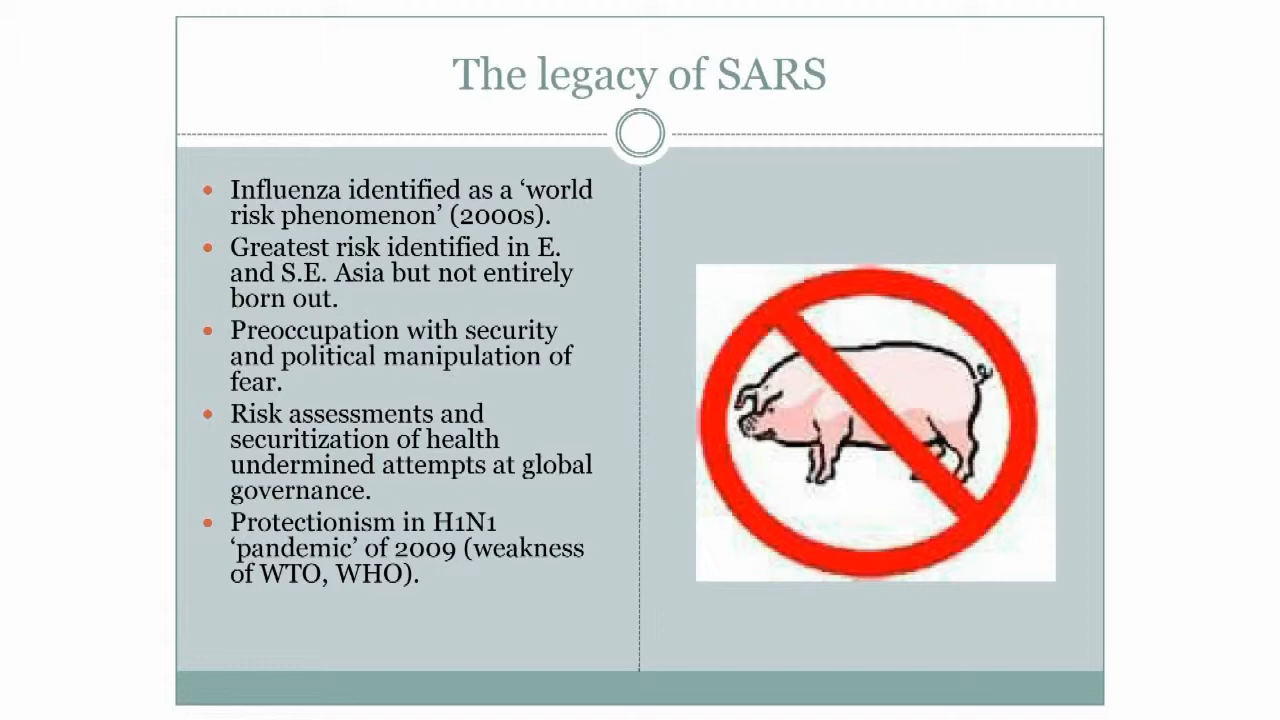 The legacy of SARS
• Influenza identified as a ‘world
risk phenomenon’ (2000s).
• Greatest risk identified in E.
and S.E. Asia but not entirely
born out.
• Preoccupation with security
and political manipulation of
fear.
• Risk assessments and
securitization of health
undermined attempts at global
governance.
• Protectionism in H1N1
‘pandemic’ of 2009 (weakness
of WTO, WHO).